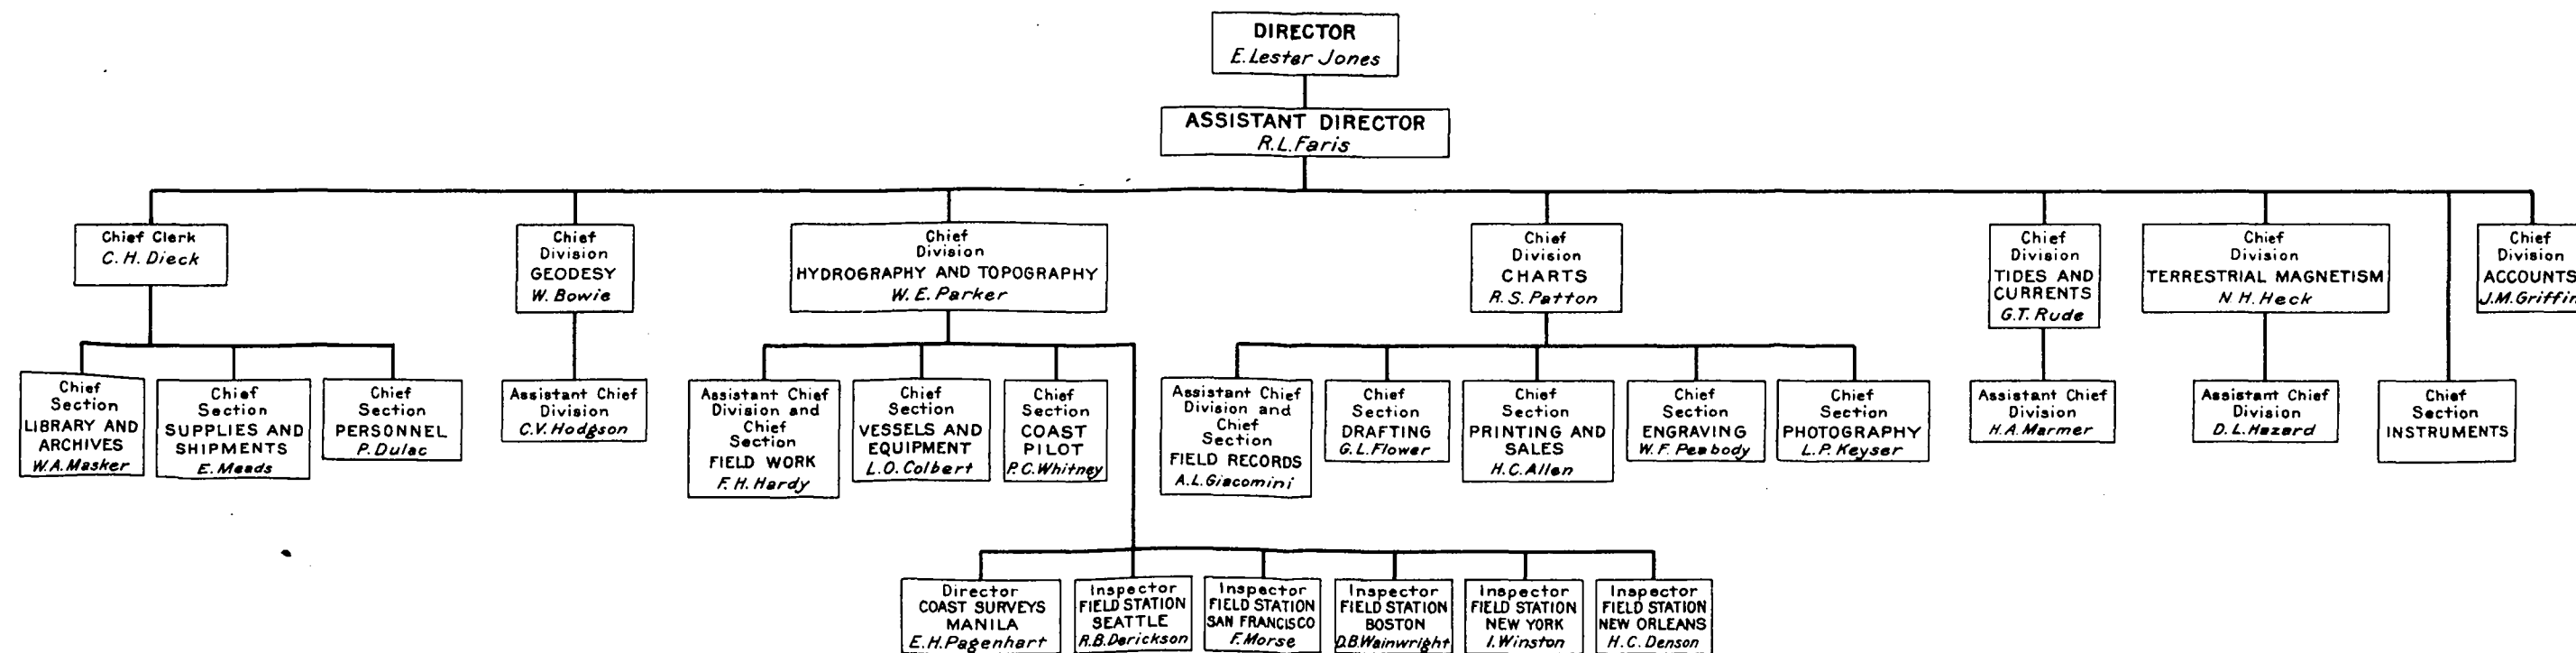 DIRECTOR
E. Lester Jones
ASSISTANT DIRECTOR
R.L. Faris
Chief Clerk
C. H. Dieck
Chief
Division
GEODESY
W. Bowie
Chief
Division
HYDROGRAPHY AND TOPOGRAPHY
W. E. Parker
Chief
Division
CHARTS
R. S. Patton
Chief
Division
TIDES AND
CURRENTS
G.T. Rude
Chief
Division
TERRESTRIAL MAGNETISM
N. H. Heck
Chief
Division
ACCOUNTS
J.M. Griffin
Chief
Section
LIBRARY AND
ARCHIVES
W.A. Masker
Chief
Section
SUPPLIES AND
SHIPMENTS
E. Meads
Chief
Section
PERSONNEL
P. Dulac
Assistant Chief
Division
C.V. Hodgson
Assistant Chief
Division and
Chief
Section
FIELD WORK
F. H. Hardy
Chief
Section
VESSELS AND
EQUIPMENT
L.O. Colbert
Chief
Section
COAST
PILOT
P.C. Whitney
Assistant Chief
Division and
Chief
Section
FIELD RECORDS
A.L. Giacomini
Chief
Section
DRAFTING
G.L. Flower
Chief
Section
PRINTING AND
SALES
H.C. Allen
Chief
Section
ENGRAVING
W.F. Peabody
Chief
Section
PHOTOGRAPHY
L.P. Keyser
Assistant Chief
Division
H.A. Marmer
Assistant Chief
Division
D.L. Hazard
Chief
Section
INSTRUMENTS
Director
COAST SURVEYS
MANILA
E.H. Pagenhart
Inspector
FIELD STATION
SEATTLE
R.B. Derickson
Inspector
FIELD STATION
SAN FRANCISCO
F. Morse
Inspector
FIELD STATION
BOSTON
D.B. Wainwright
Inspector
FIELD STATION
NEW YORK
I. Winston
Inspector
FIELD STATION
NEW ORLEANS
H.C. Denson